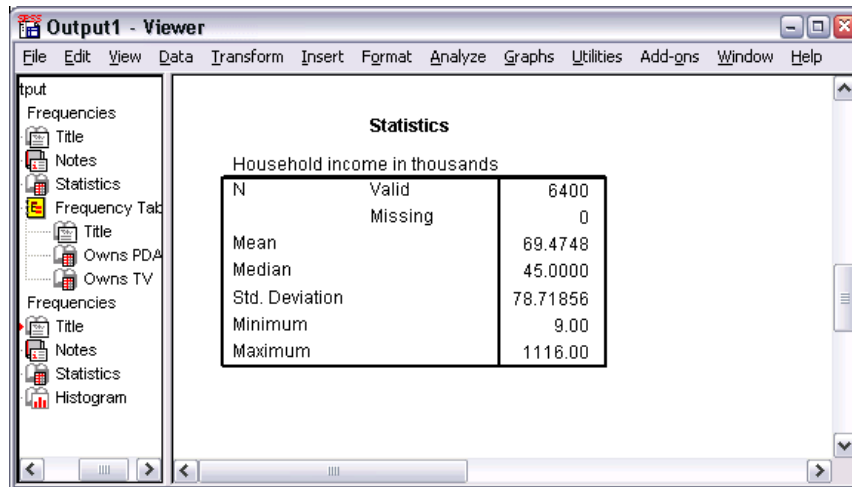 Output1 - Viewer
File Edit View Data Transform Insert Format Analyze Graphs Utilities Add-ons Window Help
tput
Frequencies
Title
Notes
Statistics
Frequency Tab
Title
Owns PDA
Owns TV
Frequencies
Title
Notes
Statistics
Histogram
Statistics
Household income in thousands
N Valid 6400
Missing 0
Mean 69.4748
Median 45.0000
Std. Deviation 78.71856
Minimum 9.00
Maximum 1116.00